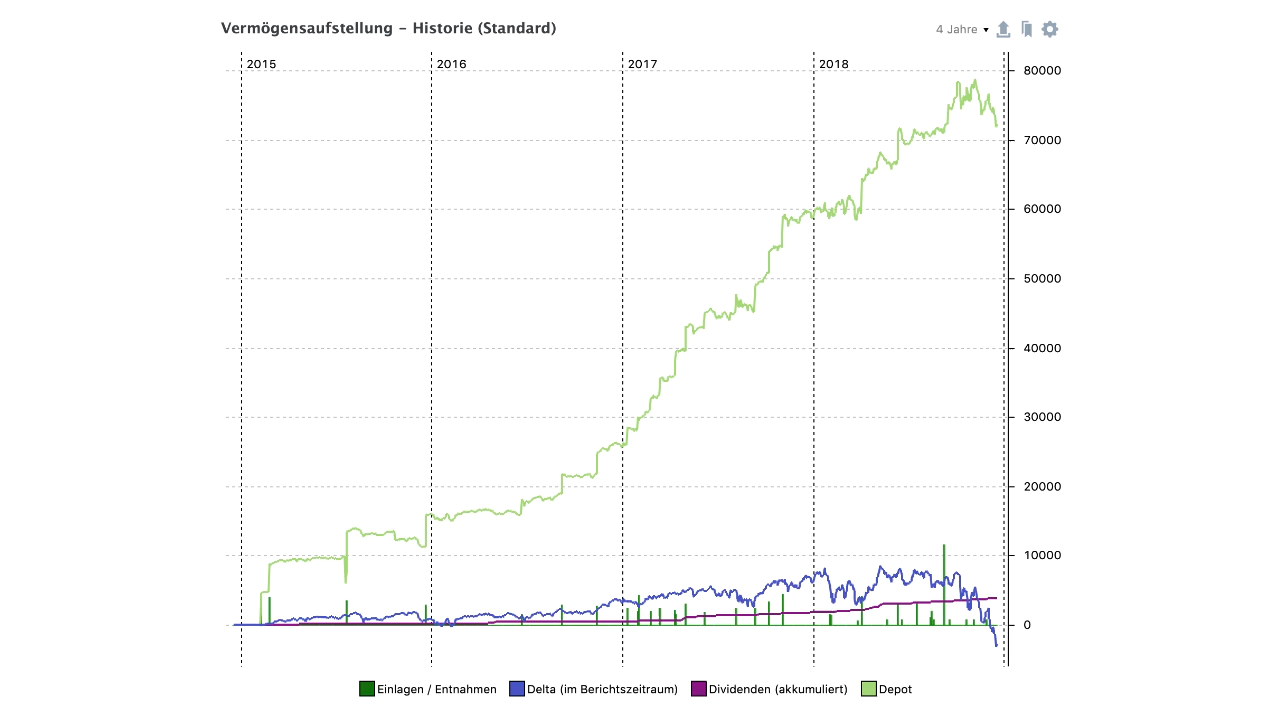 Vermögensaufstellung – Historie (Standard)
4 Jahre
2015 2016 2017 2018
80000
70000
60000
50000
40000
30000
20000
10000
0
Einlagen / Entnahmen Delta (im Berichtszeitraum) Dividenden (akkumuliert) Depot